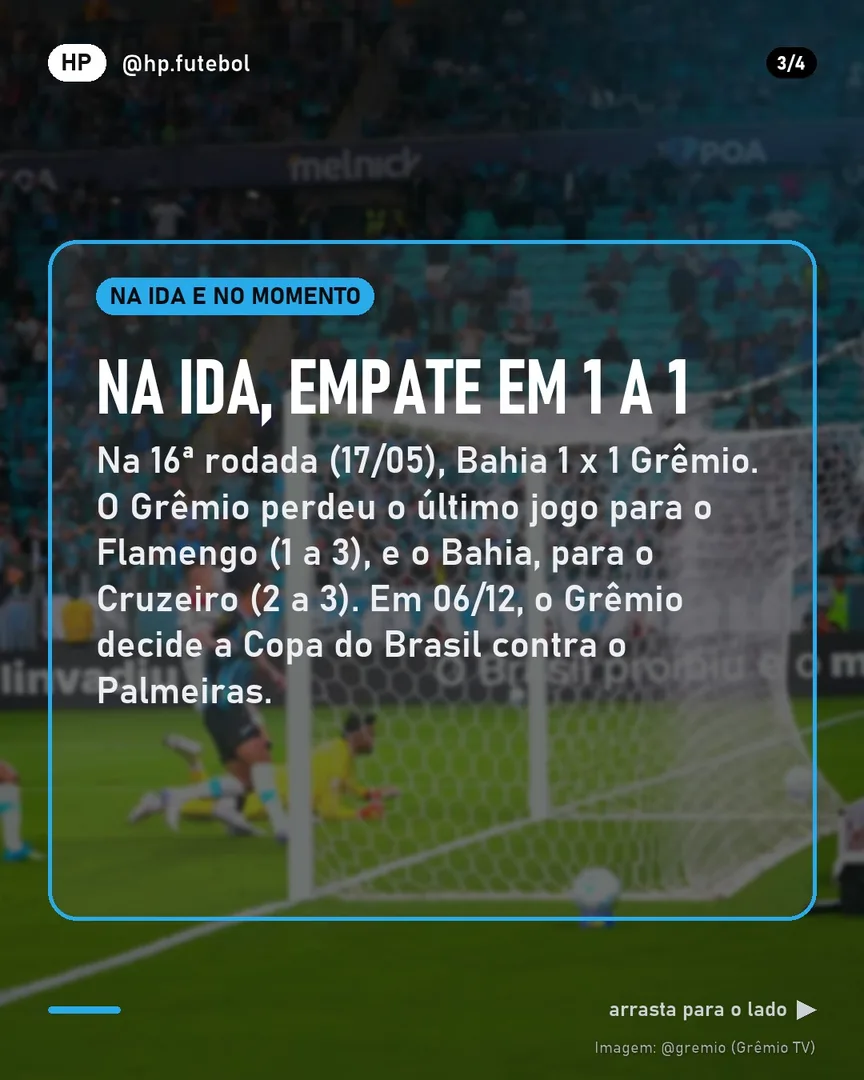 HP @hp.futebol
3/4
melnick
POA
NA IDA E NO MOMENTO
NA IDA, EMPATE EM 1 A 1
Na 16ª rodada (17/05), Bahia 1 x 1 Grêmio.
O Grêmio perdeu o último jogo para o
Flamengo (1 a 3), e o Bahia, para o
Cruzeiro (2 a 3). Em 06/12, o Grêmio
decide a Copa do Brasil contra o
Palmeiras.
arrasta para o lado ▶
Imagem: @gremio (Grêmio TV)